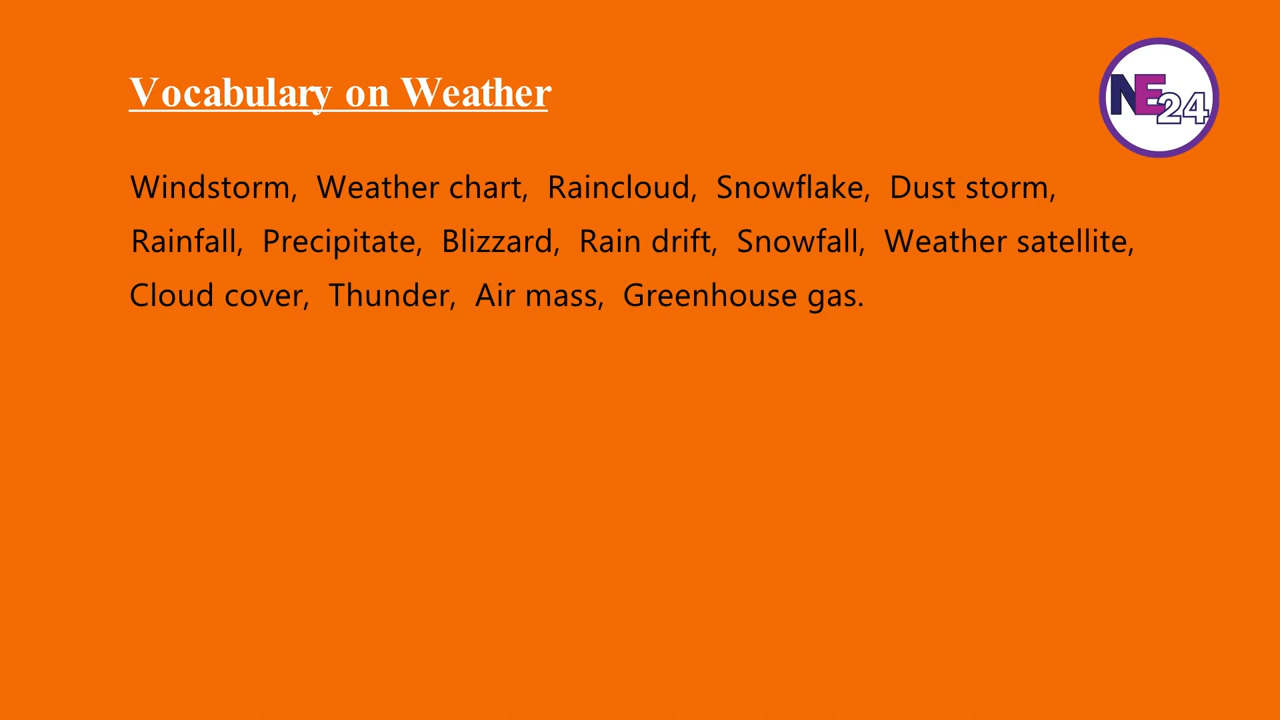 Vocabulary on Weather
NE24
Windstorm, Weather chart, Raincloud, Snowflake, Dust storm,
Rainfall, Precipitate, Blizzard, Rain drift, Snowfall, Weather satellite,
Cloud cover, Thunder, Air mass, Greenhouse gas.